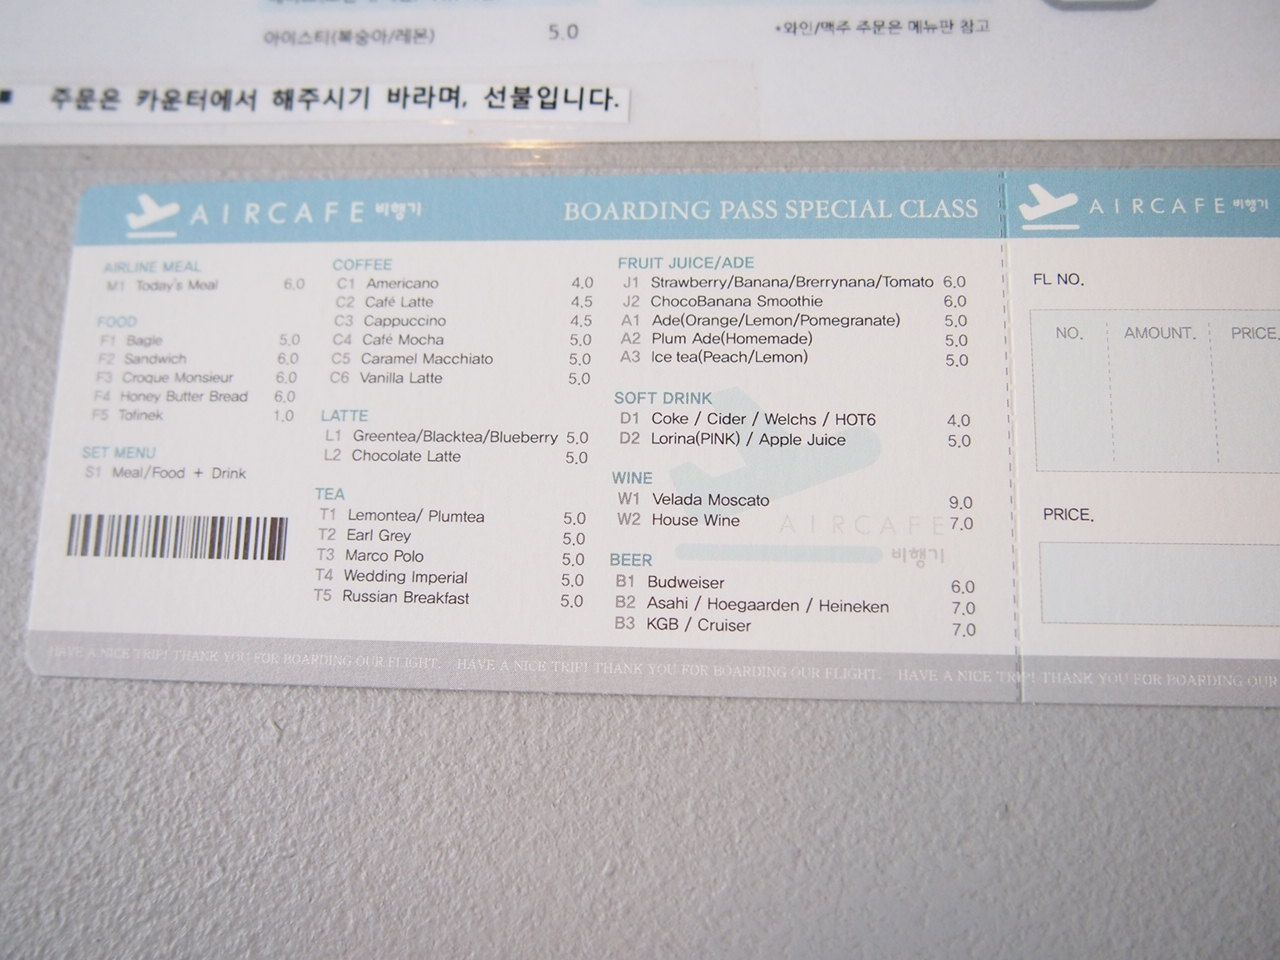 아이스티(복숭아/레몬) 5.0
*와인/맥주 주문은 메뉴판 참고
■ 주문은 카운터에서 해주시기 바라며, 선불입니다.
AIRCAFE 비행기
BOARDING PASS SPECIAL CLASS
AIRLINE MEAL
M1 Today's Meal 6.0
FOOD
F1 Bagle 5.0
F2 Sandwich 6.0
F3 Croque Monsieur 6.0
F4 Honey Butter Bread 6.0
F5 Tofinek 1.0
SET MENU
S1 Meal/Food + Drink
COFFEE
C1 Americano 4.0
C2 Café Latte 4.5
C3 Cappuccino 4.5
C4 Café Mocha 5.0
C5 Caramel Macchiato 5.0
C6 Vanilla Latte 5.0
LATTE
L1 Greentea/Blacktea/Blueberry 5.0
L2 Chocolate Latte 5.0
TEA
T1 Lemontea/ Plumtea 5.0
T2 Earl Grey 5.0
T3 Marco Polo 5.0
T4 Wedding Imperial 5.0
T5 Russian Breakfast 5.0
FRUIT JUICE/ADE
J1 Strawberry/Banana/Brerrynana/Tomato 6.0
J2 ChocoBanana Smoothie 6.0
A1 Ade(Orange/Lemon/Pomegranate) 5.0
A2 Plum Ade(Homemade) 5.0
A3 Ice tea(Peach/Lemon) 5.0
SOFT DRINK
D1 Coke / Cider / Welchs / HOT6 4.0
D2 Lorina(PINK) / Apple Juice 5.0
WINE
W1 Velada Moscato 9.0
W2 House Wine 7.0
AIRCAFE
비행기
BEER
B1 Budweiser 6.0
B2 Asahi / Hoegaarden / Heineken 7.0
B3 KGB / Cruiser 7.0
HAVE A NICE TRIP! THANK YOU FOR BOARDING OUR FLIGHT. HAVE A NICE TRIP! THANK YOU FOR BOARDING OUR FLIGHT. HAVE A NICE TRIP! THANK YOU FOR BOARDING OUR
AIRCAFE 비행기
FL NO.
NO. AMOUNT. PRICE.
PRICE.